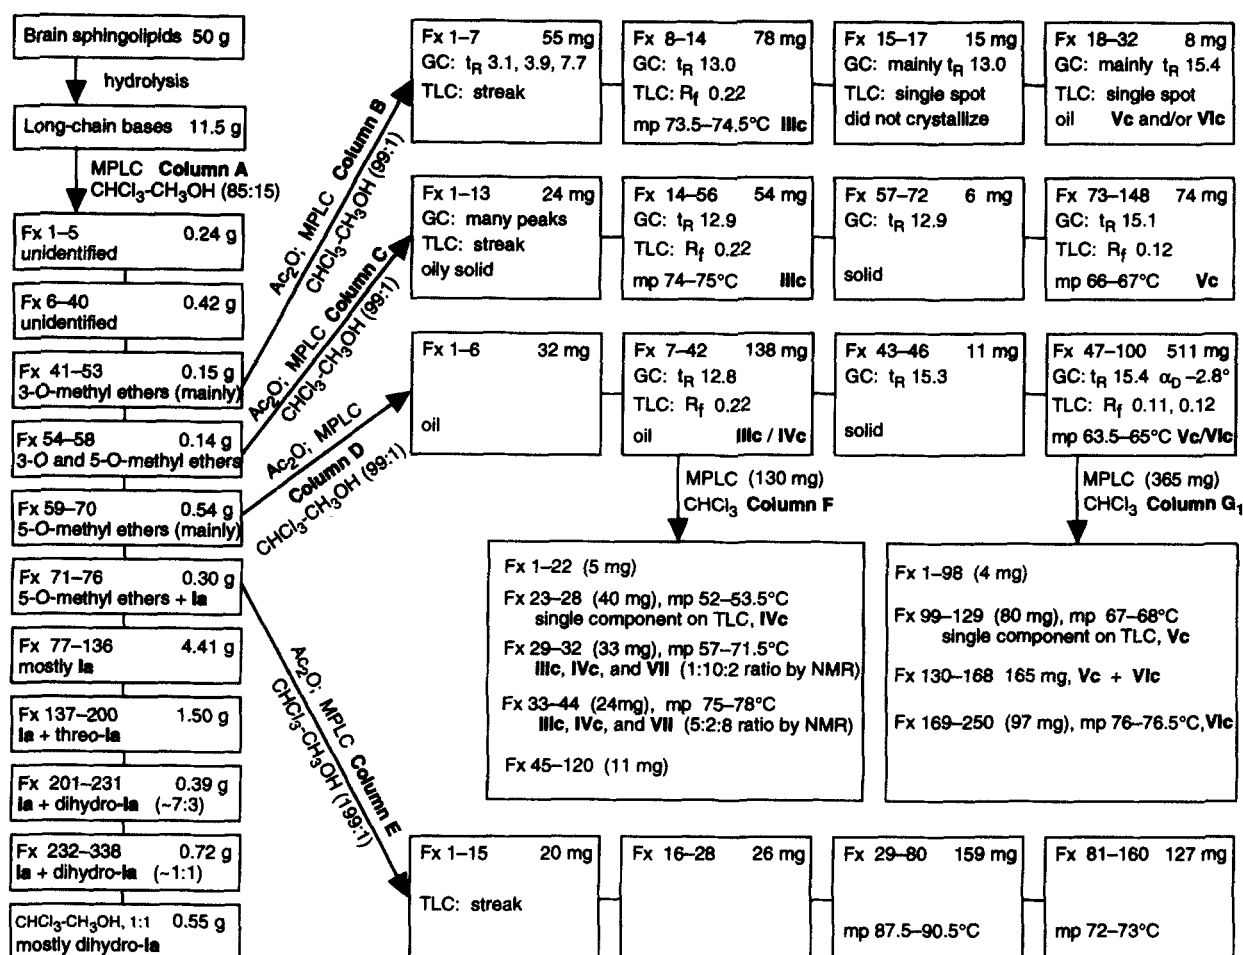 Brain sphingolipids 50 g
hydrolysis
Long-chain bases 11.5 g
MPLC Column A
CHCl₃-CH₃OH (85:15)
Fx 1–5 0.24 g
unidentified
Fx 6–40 0.42 g
unidentified
Fx 41–53 0.15 g
3-O-methyl ethers (mainly)
Fx 54–58 0.14 g
3-O and 5-O-methyl ethers
Fx 59–70 0.54 g
5-O-methyl ethers (mainly)
Fx 71–76 0.30 g
5-O-methyl ethers + Ia
Fx 77–136 4.41 g
mostly Ia
Fx 137–200 1.50 g
Ia + threo-Ia
Fx 201–231 0.39 g
Ia + dihydro-Ia (~7:3)
Fx 232–338 0.72 g
Ia + dihydro-Ia (~1:1)
CHCl₃-CH₃OH, 1:1 0.55 g
mostly dihydro-Ia
Ac₂O; MPLC Column B
CHCl₃-CH₃OH (99:1)
Fx 1–7 55 mg
GC: tR 3.1, 3.9, 7.7
TLC: streak
Fx 8–14 78 mg
GC: tR 13.0
TLC: Rf 0.22
mp 73.5–74.5°C IIIc
Fx 15–17 15 mg
GC: mainly tR 13.0
TLC: single spot
did not crystallize
Fx 18–32 8 mg
GC: mainly tR 15.4
TLC: single spot
oil Vc and/or VIc
Ac₂O; MPLC Column C
CHCl₃-CH₃OH (99:1)
Fx 1–13 24 mg
GC: many peaks
TLC: streak
oily solid
Fx 14–56 54 mg
GC: tR 12.9
TLC: Rf 0.22
mp 74–75°C IIIc
Fx 57–72 6 mg
GC: tR 12.9
solid
Fx 73–148 74 mg
GC: tR 15.1
TLC: Rf 0.12
mp 66–67°C Vc
Ac₂O; MPLC
Column D
CHCl₃-CH₃OH (99:1)
Fx 1–6 32 mg
oil
Fx 7–42 138 mg
GC: tR 12.8
TLC: Rf 0.22
oil IIIc / IVc
Fx 43–46 11 mg
GC: tR 15.3
solid
Fx 47–100 511 mg
GC: tR 15.4 αD –2.8°
TLC: Rf 0.11, 0.12
mp 63.5–65°C Vc/VIc
MPLC (130 mg)
CHCl₃ Column F
Fx 1–22 (5 mg)
Fx 23–28 (40 mg), mp 52–53.5°C
single component on TLC, IVc
Fx 29–32 (33 mg), mp 57–71.5°C
IIIc, IVc, and VII (1:10:2 ratio by NMR)
Fx 33–44 (24mg), mp 75–78°C
IIIc, IVc, and VII (5:2:8 ratio by NMR)
Fx 45–120 (11 mg)
MPLC (365 mg)
CHCl₃ Column G₁
Fx 1–98 (4 mg)
Fx 99–129 (80 mg), mp 67–68°C
single component on TLC, Vc
Fx 130–168 165 mg, Vc + VIc
Fx 169–250 (97 mg), mp 76–76.5°C, VIc
Ac₂O; MPLC Column E
CHCl₃-CH₃OH (199:1)
Fx 1–15 20 mg
TLC: streak
Fx 16–28 26 mg
Fx 29–80 159 mg
mp 87.5–90.5°C
Fx 81–160 127 mg
mp 72–73°C